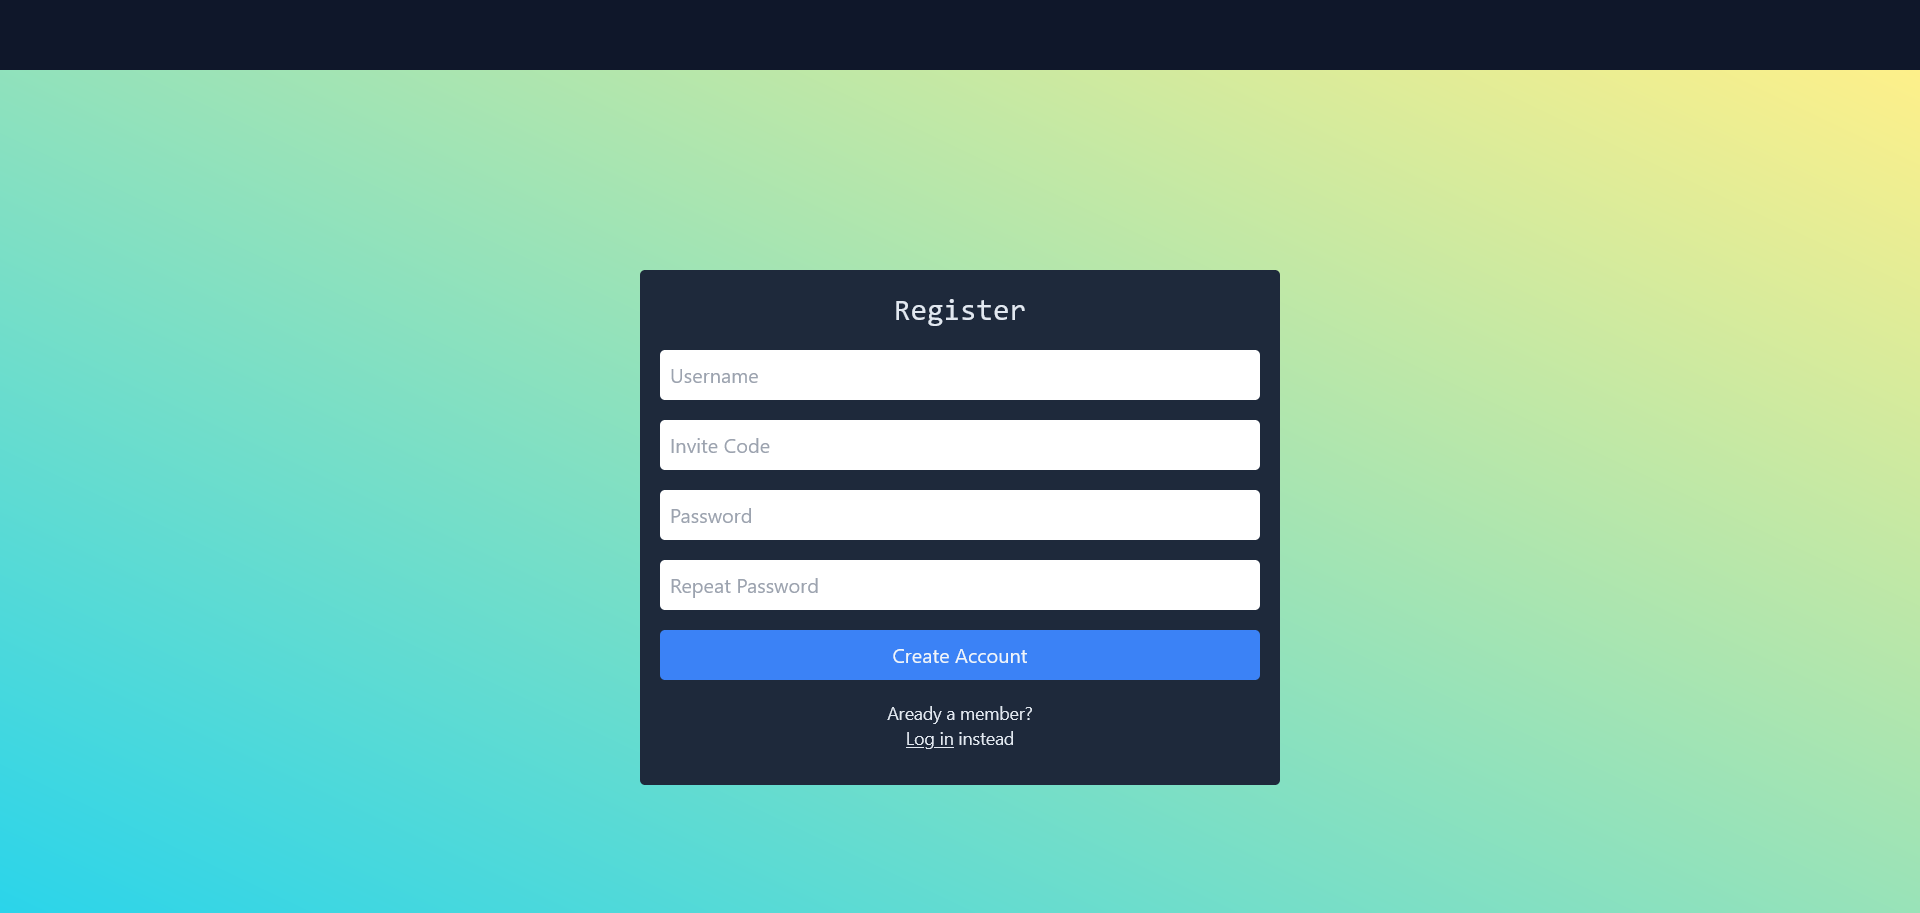 Register
Username
Invite Code
Password
Repeat Password
Create Account
Aready a member?
Log in instead